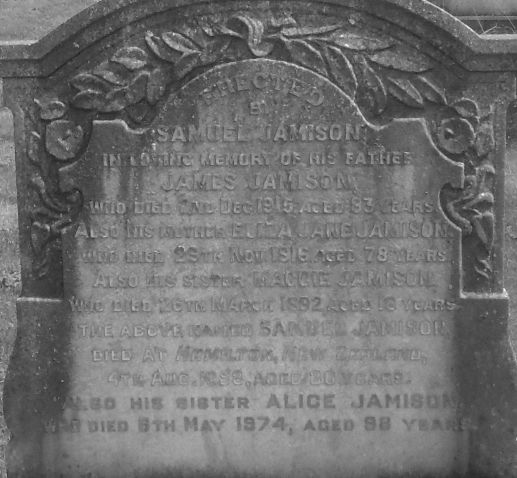 ERECTED
BY
SAMUEL JAMISON
IN LOVING MEMORY OF HIS FATHER
JAMES JAMISON
WHO DIED 2ND DEC. 1915, AGED 83 YEARS
ALSO HIS MOTHER ELIZA JANE JAMISON
WHO DIED 29TH NOV. 1916, AGED 78 YEARS
ALSO HIS SISTER MAGGIE JAMISON
WHO DIED 26TH MARCH 1892 AGED 18 YEARS
THE ABOVE NAMED SAMUEL JAMISON
DIED AT HAMILTON, NEW ZEALAND,
4TH AUG. AGED YEARS.
ALSO HIS SISTER ALICE JAMISON
WHO DIED 8TH MAY 1974, AGED 98 YEARS